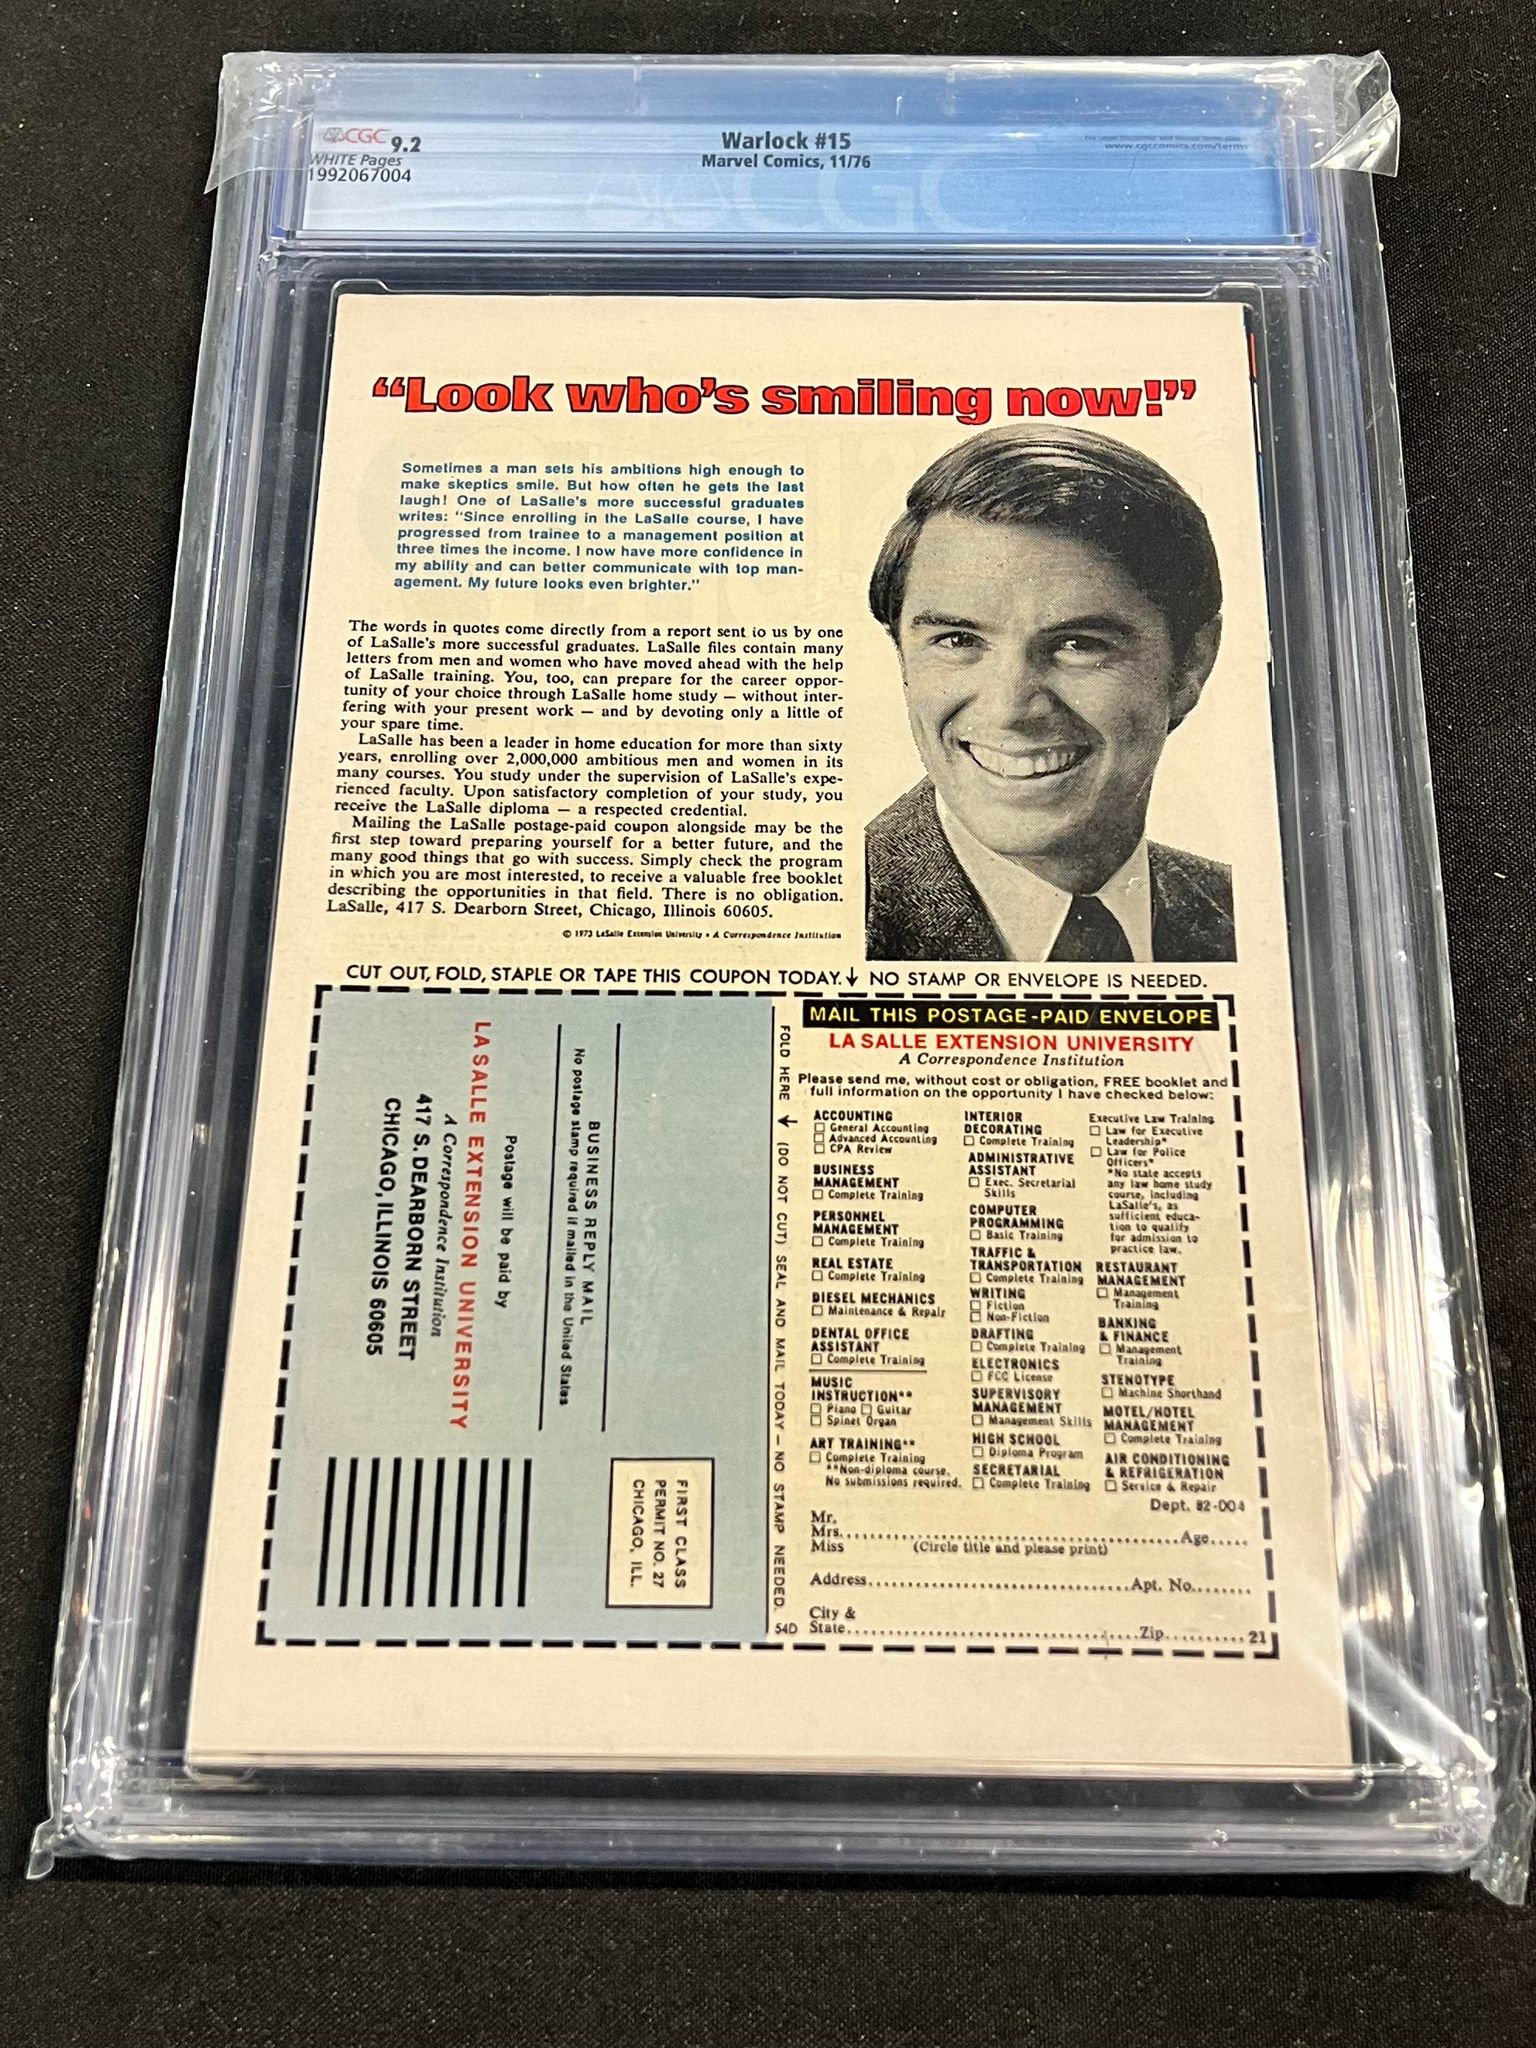 CGC 9.2
WHITE Pages
1992067004
Warlock #15
Marvel Comics, 11/76
www.cgccomics.com/terms
CGC
“Look who’s smiling now!”
Sometimes a man sets his ambitions high enough to
make skeptics smile. But how often he gets the last
laugh! One of LaSalle's more successful graduates
writes: "Since enrolling in the LaSalle course, I have
progressed from trainee to a management position at
three times the income. I now have more confidence in
my ability and can better communicate with top man-
agement. My future looks even brighter."
The words in quotes come directly from a report sent to us by one
of LaSalle's more successful graduates. LaSalle files contain many
letters from men and women who have moved ahead with the help
of LaSalle training. You, too, can prepare for the career oppor-
tunity of your choice through LaSalle home study — without inter-
fering with your present work — and by devoting only a little of
your spare time.
LaSalle has been a leader in home education for more than sixty
years, enrolling over 2,000,000 ambitious men and women in its
many courses. You study under the supervision of LaSalle's expe-
rienced faculty. Upon satisfactory completion of your study, you
receive the LaSalle diploma — a respected credential.
Mailing the LaSalle postage-paid coupon alongside may be the
first step toward preparing yourself for a better future, and the
many good things that go with success. Simply check the program
in which you are most interested, to receive a valuable free booklet
describing the opportunities in that field. There is no obligation.
LaSalle, 417 S. Dearborn Street, Chicago, Illinois 60605.
© 1973 LaSalle Extension University • A Correspondence Institution
CUT OUT, FOLD, STAPLE OR TAPE THIS COUPON TODAY.↓ NO STAMP OR ENVELOPE IS NEEDED.
FIRST CLASS
PERMIT NO. 27
CHICAGO, ILL.
BUSINESS REPLY MAIL
No postage stamp required if mailed in the United States
Postage will be paid by
LA SALLE EXTENSION UNIVERSITY
A Correspondence Institution
417 S. DEARBORN STREET
CHICAGO, ILLINOIS 60605
FOLD HERE ↓ (DO NOT CUT) SEAL AND MAIL TODAY — NO STAMP NEEDED.
54D
MAIL THIS POSTAGE-PAID ENVELOPE
LA SALLE EXTENSION UNIVERSITY
A Correspondence Institution
Please send me, without cost or obligation, FREE booklet and
full information on the opportunity I have checked below:
ACCOUNTING
□ General Accounting
□ Advanced Accounting
□ CPA Review
BUSINESS
MANAGEMENT
□ Complete Training
PERSONNEL
MANAGEMENT
□ Complete Training
REAL ESTATE
□ Complete Training
DIESEL MECHANICS
□ Maintenance & Repair
DENTAL OFFICE
ASSISTANT
□ Complete Training
MUSIC
INSTRUCTION**
□ Piano □ Guitar
□ Spinet Organ
ART TRAINING**
□ Complete Training
**Non-diploma course.
No submissions required.
INTERIOR
DECORATING
□ Complete Training
ADMINISTRATIVE
ASSISTANT
□ Exec. Secretarial
Skills
COMPUTER
PROGRAMMING
□ Basic Training
TRAFFIC &
TRANSPORTATION
□ Complete Training
WRITING
□ Fiction
□ Non-Fiction
DRAFTING
□ Complete Training
ELECTRONICS
□ FCC License
SUPERVISORY
MANAGEMENT
□ Management Skills
HIGH SCHOOL
□ Diploma Program
SECRETARIAL
□ Complete Training
Executive Law Training
□ Law for Executive
Leadership*
□ Law for Police
Officers*
*No state accepts
any law home study
course, including
LaSalle's, as
sufficient educa-
tion to qualify
for admission to
practice law.
RESTAURANT
MANAGEMENT
□ Management
Training
BANKING
& FINANCE
□ Management
Training
STENOTYPE
□ Machine Shorthand
MOTEL/HOTEL
MANAGEMENT
□ Complete Training
AIR CONDITIONING
& REFRIGERATION
□ Service & Repair
Dept. 82-004
Mr.
Mrs. Age
Miss (Circle title and please print)
Address Apt. No.
City &
State Zip 21